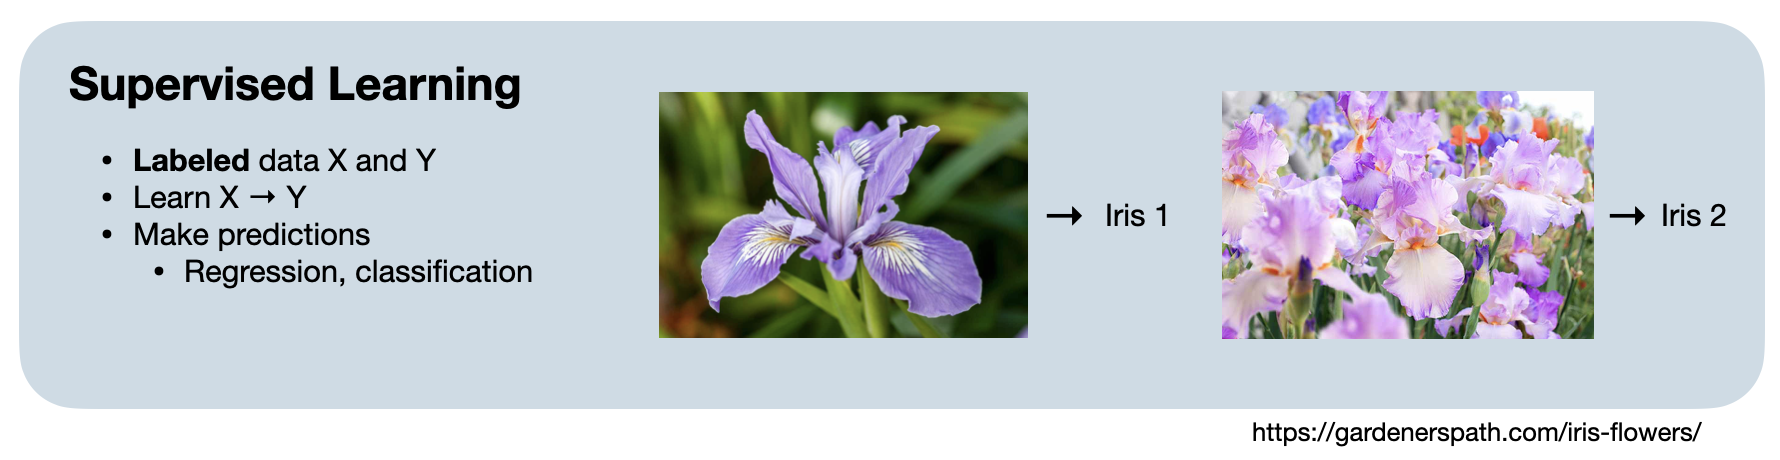 Supervised Learning
• Labeled data X and Y
• Learn X → Y
• Make predictions
• Regression, classification
→ Iris 1
→ Iris 2
https://gardenerspath.com/iris-flowers/